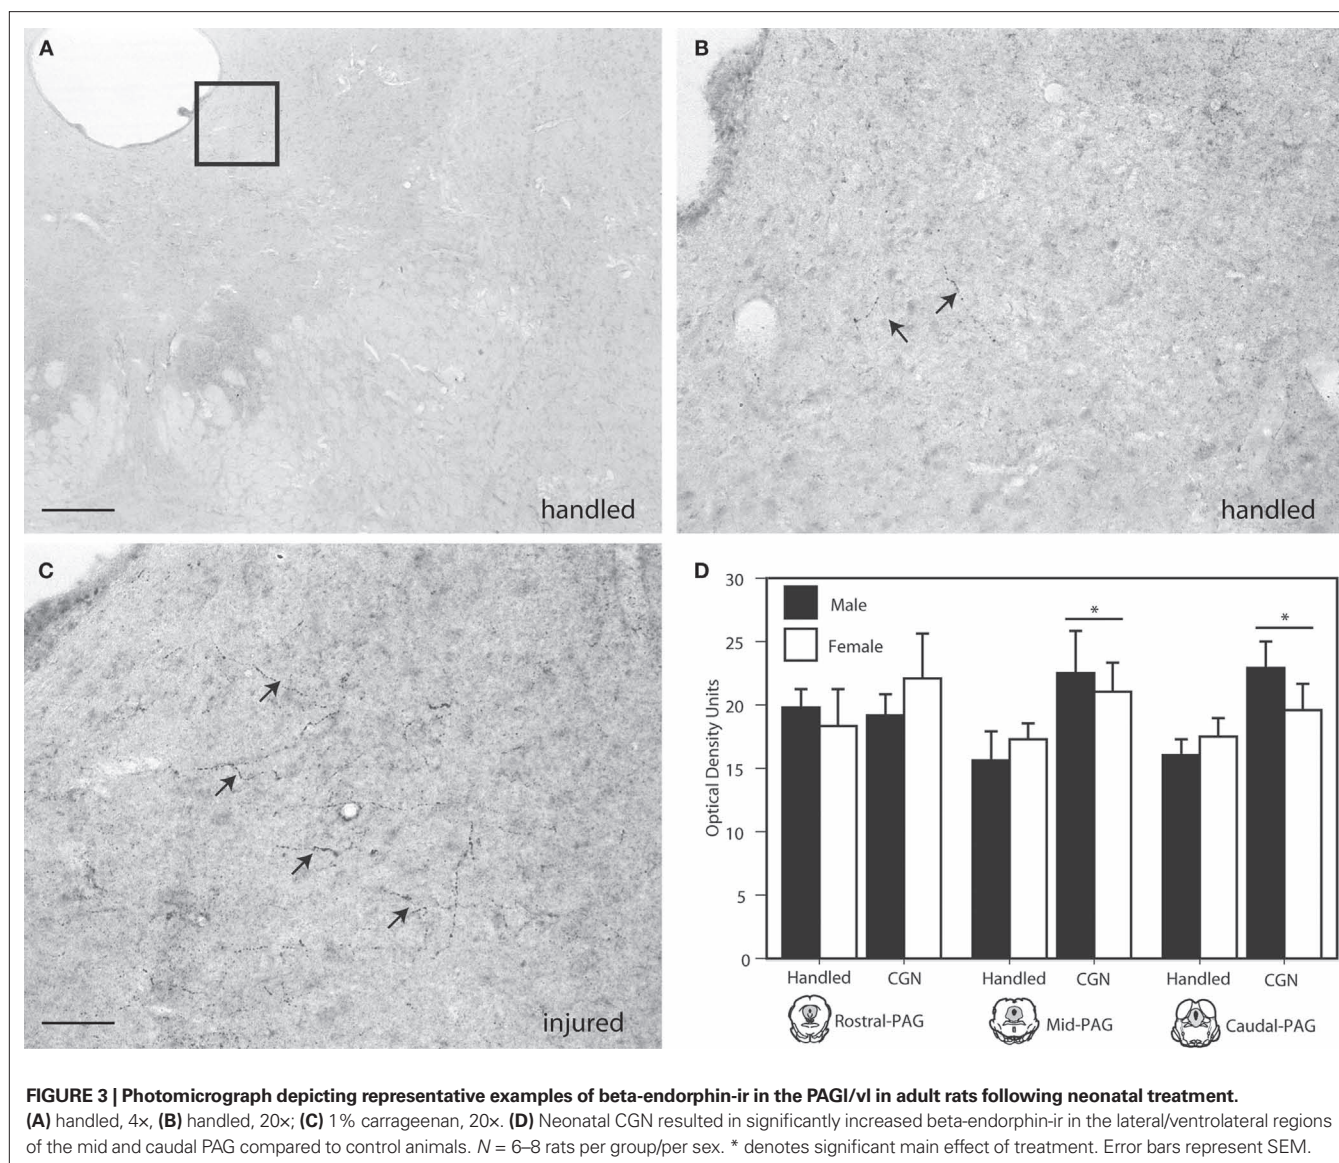 A
handled
B
handled
C
injured
D
30
25
20
15
10
5
0
Optical Density Units
Male
Female
*
*
Handled CGN Handled CGN Handled CGN
Rostral-PAG Mid-PAG Caudal-PAG
FIGURE 3 | Photomicrograph depicting representative examples of beta-endorphin-ir in the PAGl/vl in adult rats following neonatal treatment.
(A) handled, 4×, (B) handled, 20×; (C) 1% carrageenan, 20×. (D) Neonatal CGN resulted in significantly increased beta-endorphin-ir in the lateral/ventrolateral regions
of the mid and caudal PAG compared to control animals. N = 6–8 rats per group/per sex. * denotes significant main effect of treatment. Error bars represent SEM.